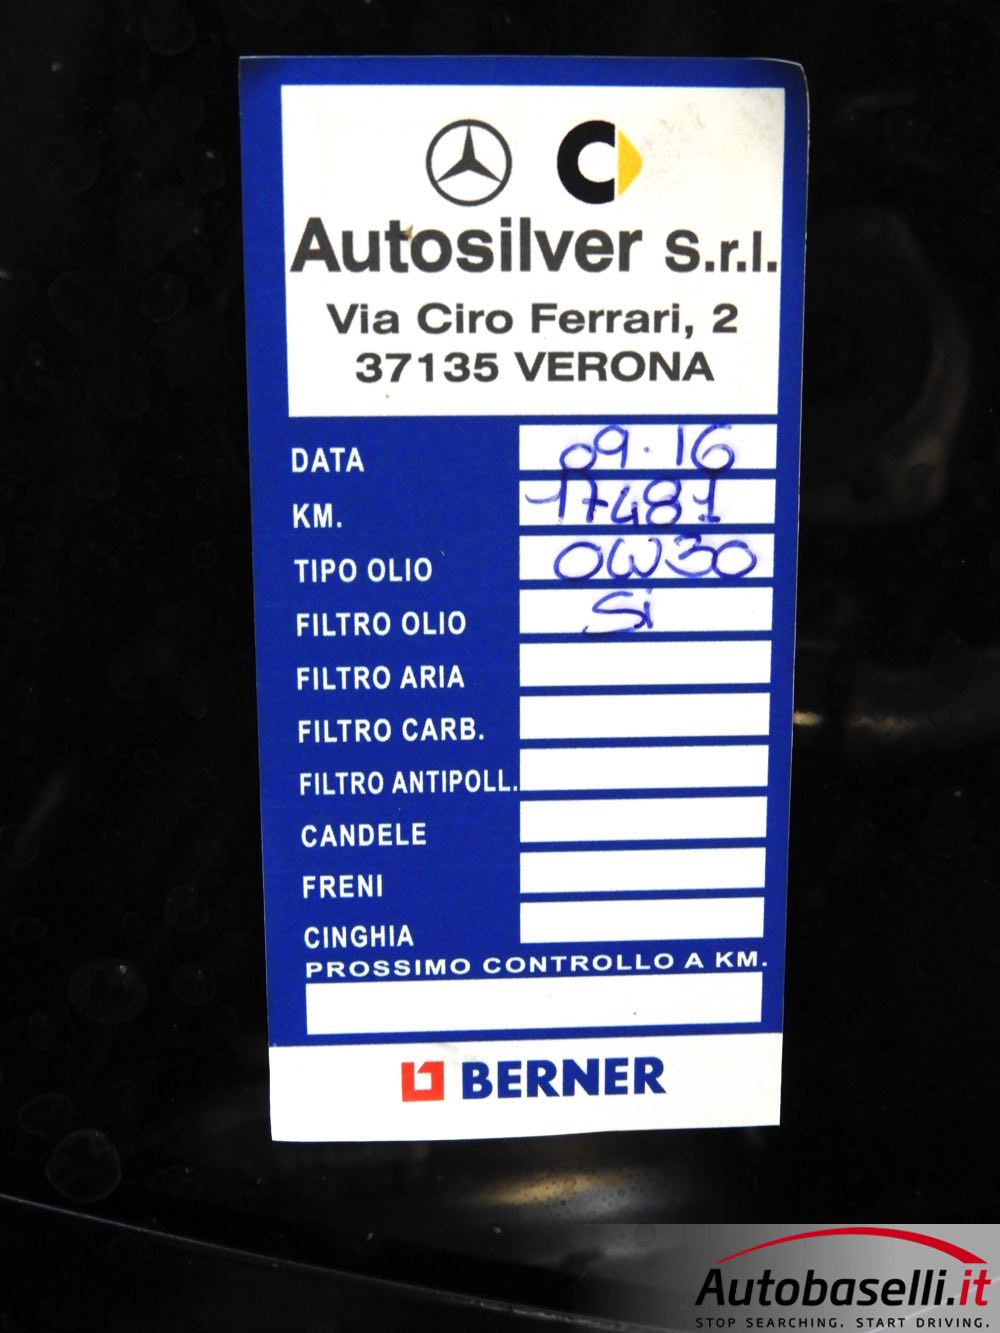 Autosilver s.r.l.
Via Ciro Ferrari, 2
37135 VERONA
DATA 09.16
KM. 17481
TIPO OLIO 0W30
FILTRO OLIO Si
FILTRO ARIA
FILTRO CARB.
FILTRO ANTIPOLL.
CANDELE
FRENI
CINGHIA
PROSSIMO CONTROLLO A KM.
BERNER
Autobaselli.it
STOP SEARCHING. START DRIVING.